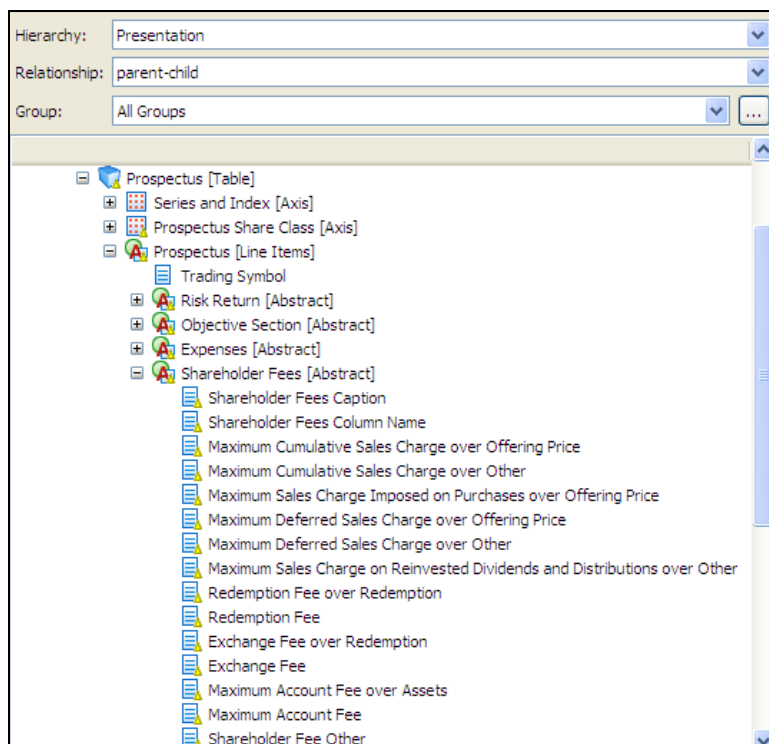 Hierarchy: Presentation
Relationship: parent-child
Group: All Groups ...
Prospectus [Table]
Series and Index [Axis]
Prospectus Share Class [Axis]
Prospectus [Line Items]
Trading Symbol
Risk Return [Abstract]
Objective Section [Abstract]
Expenses [Abstract]
Shareholder Fees [Abstract]
Shareholder Fees Caption
Shareholder Fees Column Name
Maximum Cumulative Sales Charge over Offering Price
Maximum Cumulative Sales Charge over Other
Maximum Sales Charge Imposed on Purchases over Offering Price
Maximum Deferred Sales Charge over Offering Price
Maximum Deferred Sales Charge over Other
Maximum Sales Charge on Reinvested Dividends and Distributions over Other
Redemption Fee over Redemption
Redemption Fee
Exchange Fee over Redemption
Exchange Fee
Maximum Account Fee over Assets
Maximum Account Fee
Shareholder Fee Other